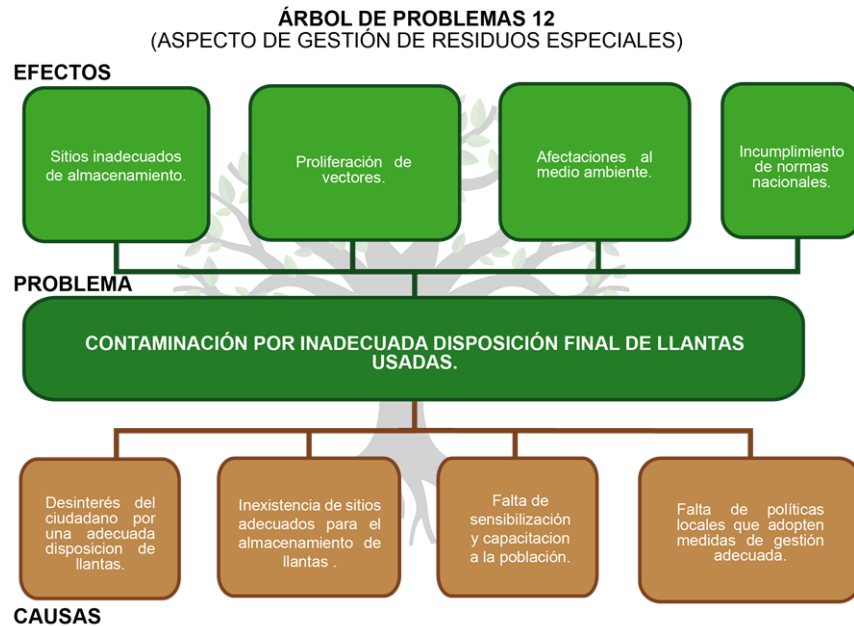 ÁRBOL DE PROBLEMAS 12
(ASPECTO DE GESTIÓN DE RESIDUOS ESPECIALES)
EFECTOS
Sitios inadecuados
de almacenamiento.
Proliferación de
vectores.
Afectaciones al
medio ambiente.
Incumplimiento
de normas
nacionales.
PROBLEMA
CONTAMINACIÓN POR INADECUADA DISPOSICIÓN FINAL DE LLANTAS
USADAS.
Desinterés del
ciudadano por
una adecuada
disposicion de
llantas.
Inexistencia de sitios
adecuados para el
almacenamiento de
llantas .
Falta de
sensibilización
y capacitacion
a la población.
Falta de políticas
locales que adopten
medidas de gestión
adecuada.
CAUSAS